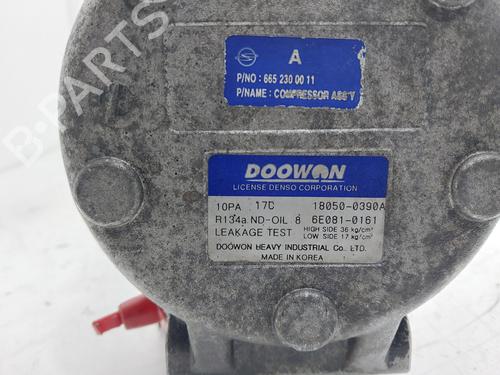 A
P/NO : 665 230 00 11
P/NAME : COMPRESSOR ASS'Y
DOOWON
LICENSE DENSO CORPORATION
10PA 17C 18050-0390A
R134a ND-OIL 8 6E081-0161
LEAKAGE TEST HIGH SIDE 36 kg/cm²
LOW SIDE 17 kg/cm²
DOOWON HEAVY INDUSTRIAL Co., LTD.
MADE IN KOREA
B-PARTS